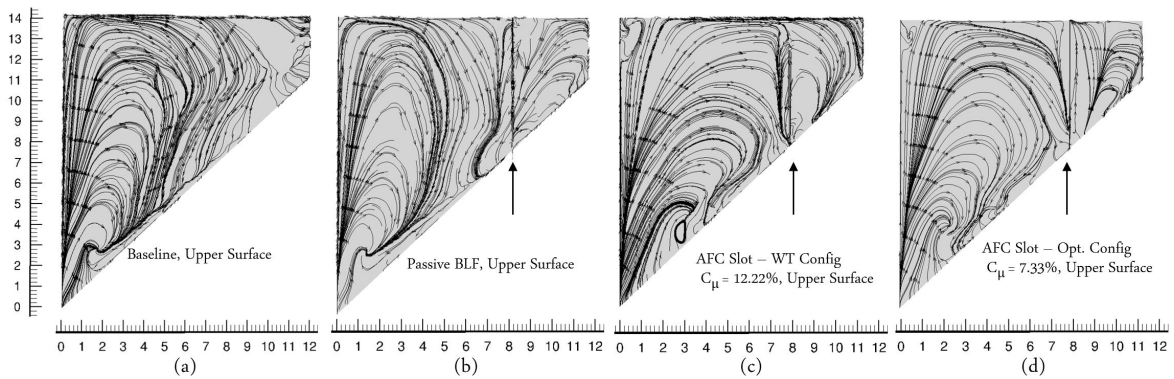 14
13
12
11
10
9
8
7
6
5
4
3
2
1
0
Baseline, Upper Surface
Passive BLF, Upper Surface
AFC Slot – WT Config
Cμ = 12.22%, Upper Surface
AFC Slot – Opt. Config
Cμ = 7.33%, Upper Surface
0 1 2 3 4 5 6 7 8 9 10 11 12
0 1 2 3 4 5 6 7 8 9 10 11 12
0 1 2 3 4 5 6 7 8 9 10 11 12
0 1 2 3 4 5 6 7 8 9 10 11 12
(a)
(b)
(c)
(d)